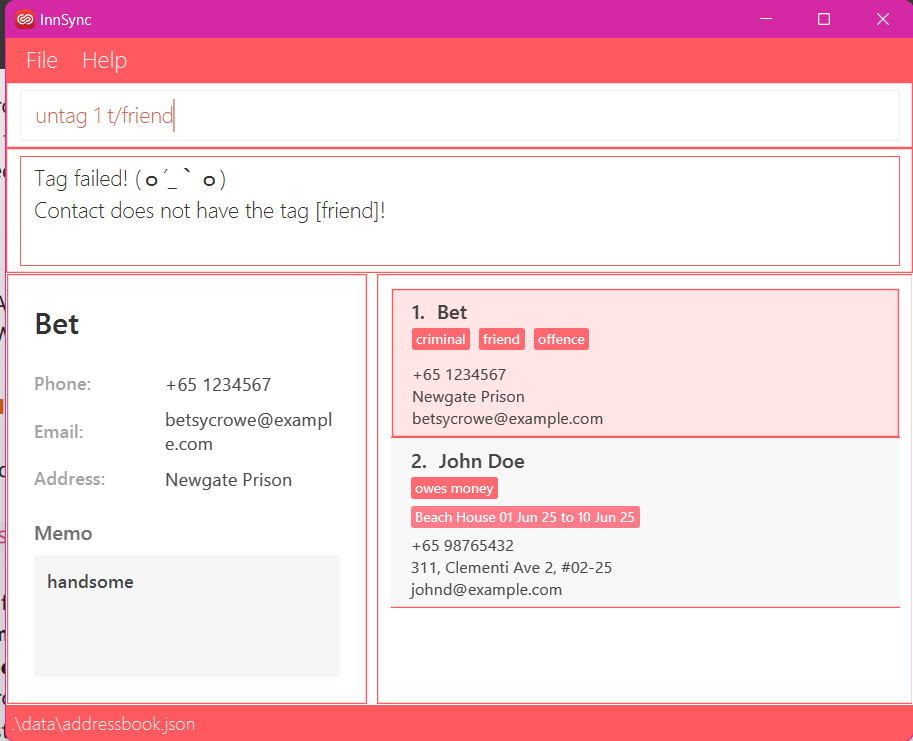 InnSync
File Help
untag 1 t/friend
Tag failed! (ｏ´_｀ｏ)
Contact does not have the tag [friend]!
Bet
Phone: +65 1234567
Email: betsycrowe@exampl
e.com
Address: Newgate Prison
Memo
handsome
1. Bet
criminal friend offence
+65 1234567
Newgate Prison
betsycrowe@example.com
2. John Doe
owes money
Beach House 01 Jun 25 to 10 Jun 25
+65 98765432
311, Clementi Ave 2, #02-25
johnd@example.com
.\data\addressbook.json